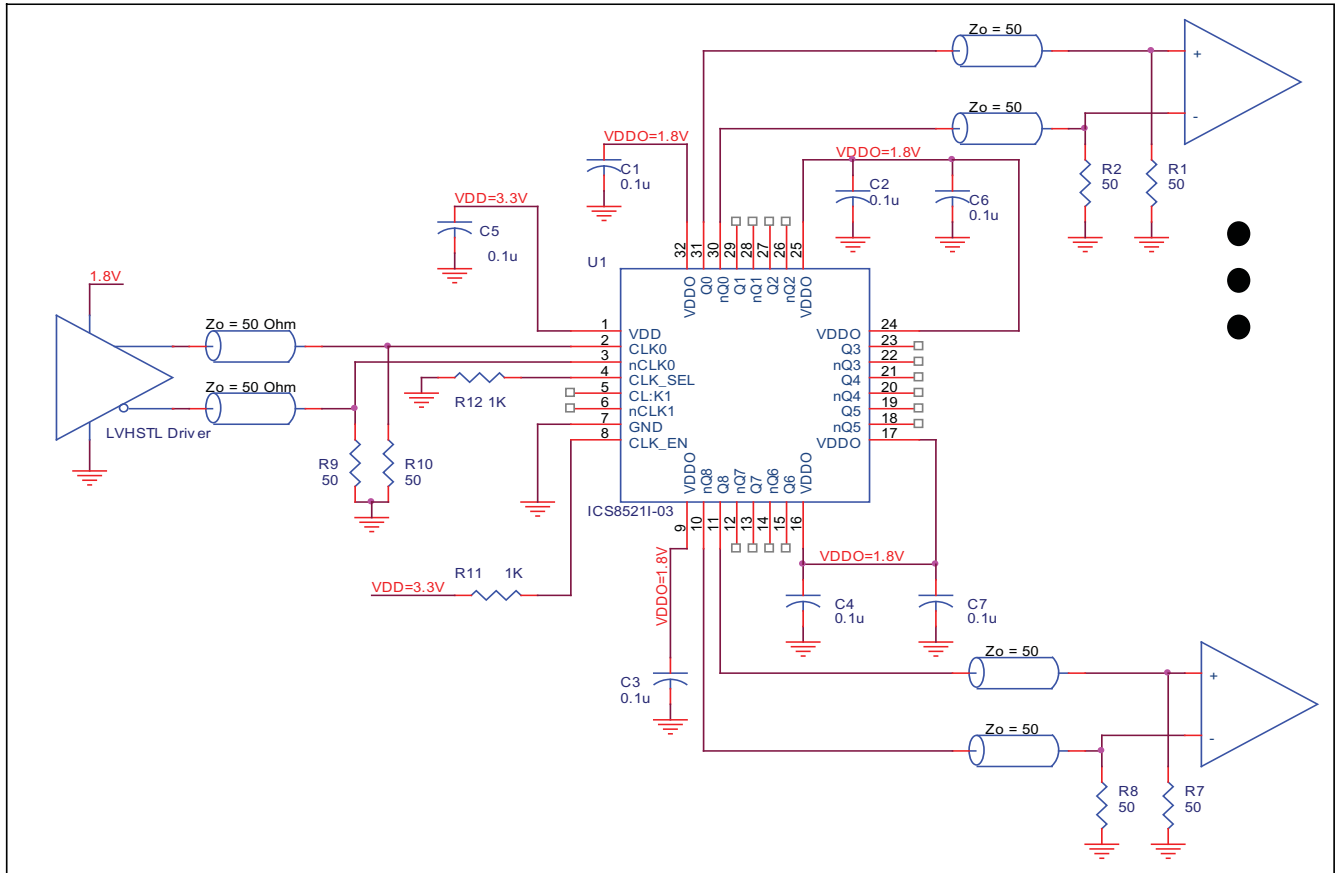 Zo = 50
+
Zo = 50
-
VDDO=1.8V
C1
0.1u
VDDO=1.8V
C2
0.1u
C6
0.1u
R2
50
R1
50
VDD=3.3V
C5
0.1u
U1
32
31
30
29
28
27
26
25
VDDO
Q0
nQ0
Q1
nQ1
Q2
nQ2
VDDO
1.8V
Zo = 50 Ohm
Zo = 50 Ohm
LVHSTL Driver
R9
50
R10
50
R12 1K
1
2
3
4
5
6
7
8
VDD
CLK0
nCLK0
CLK_SEL
CL:K1
nCLK1
GND
CLK_EN
24
23
22
21
20
19
18
17
VDDO
Q3
nQ3
Q4
nQ4
Q5
nQ5
VDDO
VDDO
nQ8
Q8
nQ7
Q7
nQ6
Q6
VDDO
ICS8521I-03
9
10
11
12
13
14
15
16
VDD=3.3V
R11 1K
VDDO=1.8V
VDDO=1.8V
C4
0.1u
C7
0.1u
C3
0.1u
Zo = 50
+
Zo = 50
-
R8
50
R7
50